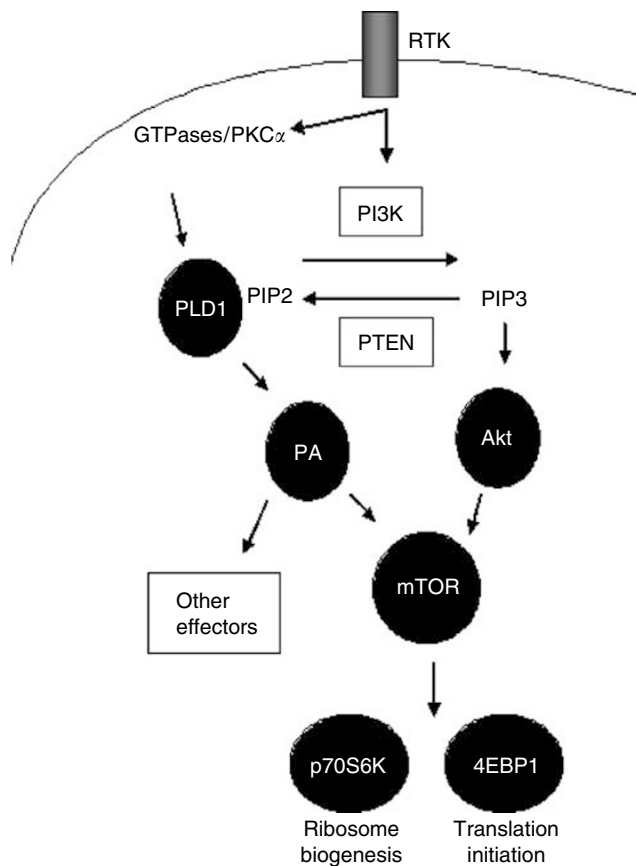 RTK
GTPases/PKCα
PI3K
PLD1
PIP2
PIP3
PTEN
PA
Akt
Other
effectors
mTOR
p70S6K
4EBP1
Ribosome
biogenesis
Translation
initiation